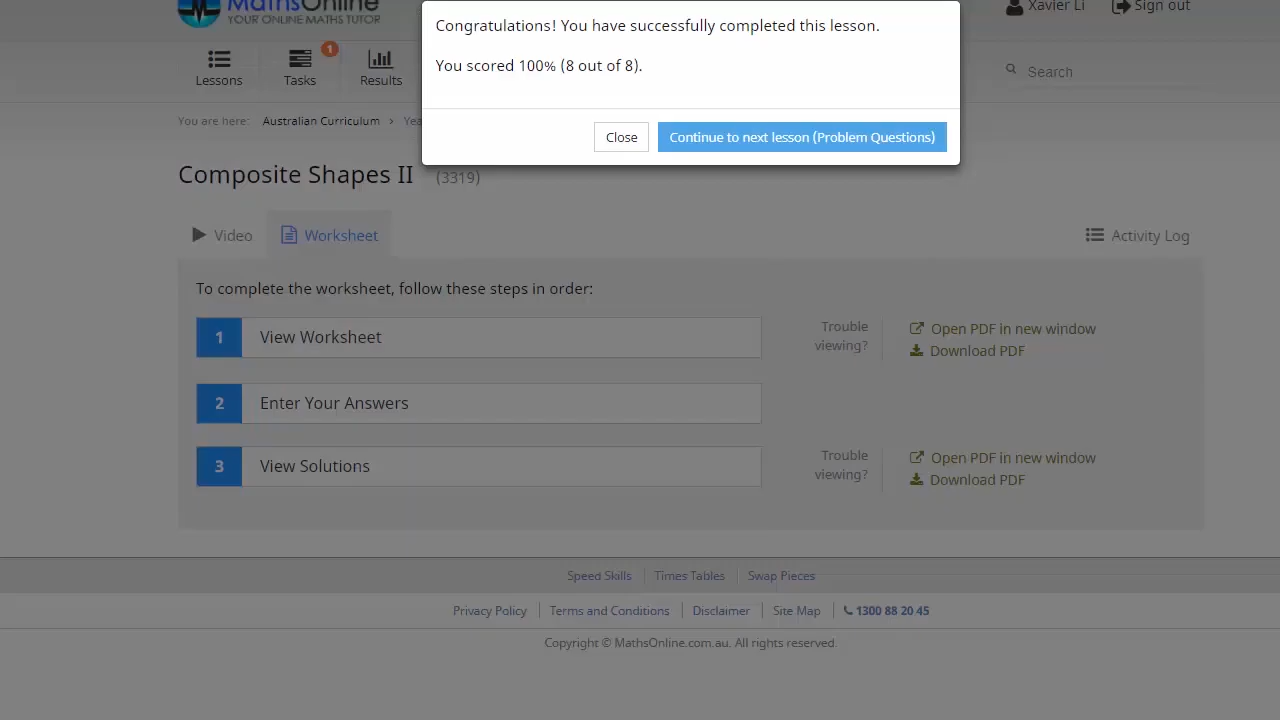 MathsOnline
YOUR ONLINE MATHS TUTOR
Xavier Li
Sign out
Congratulations! You have successfully completed this lesson.
You scored 100% (8 out of 8).
Close
Continue to next lesson (Problem Questions)
1
Lessons
Tasks
Results
Search
You are here: Australian Curriculum >
Composite Shapes II (3319)
Video
Worksheet
Activity Log
To complete the worksheet, follow these steps in order:
1 View Worksheet
Trouble viewing?
Open PDF in new window
Download PDF
2 Enter Your Answers
3 View Solutions
Trouble viewing?
Open PDF in new window
Download PDF
Speed Skills | Times Tables | Swap Pieces
Privacy Policy | Terms and Conditions | Disclaimer | Site Map | 1300 88 20 45
Copyright © MathsOnline.com.au. All rights reserved.